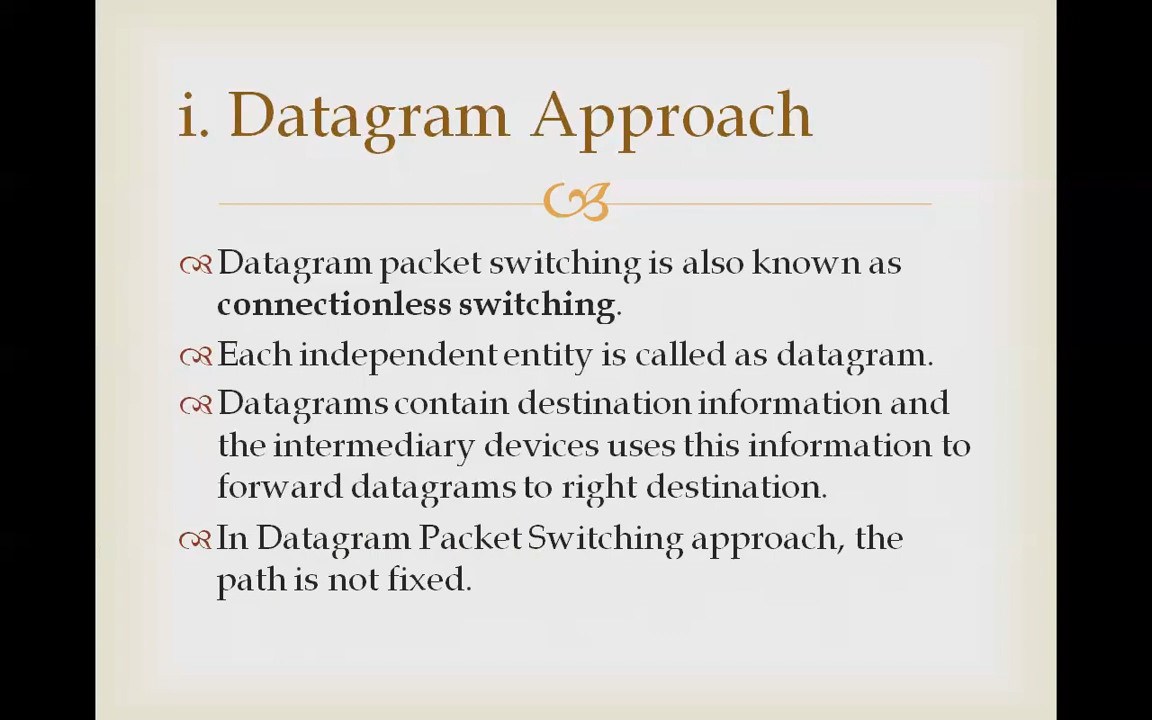 i. Datagram Approach
Datagram packet switching is also known as
connectionless switching.
Each independent entity is called as datagram.
Datagrams contain destination information and
the intermediary devices uses this information to
forward datagrams to right destination.
In Datagram Packet Switching approach, the
path is not fixed.